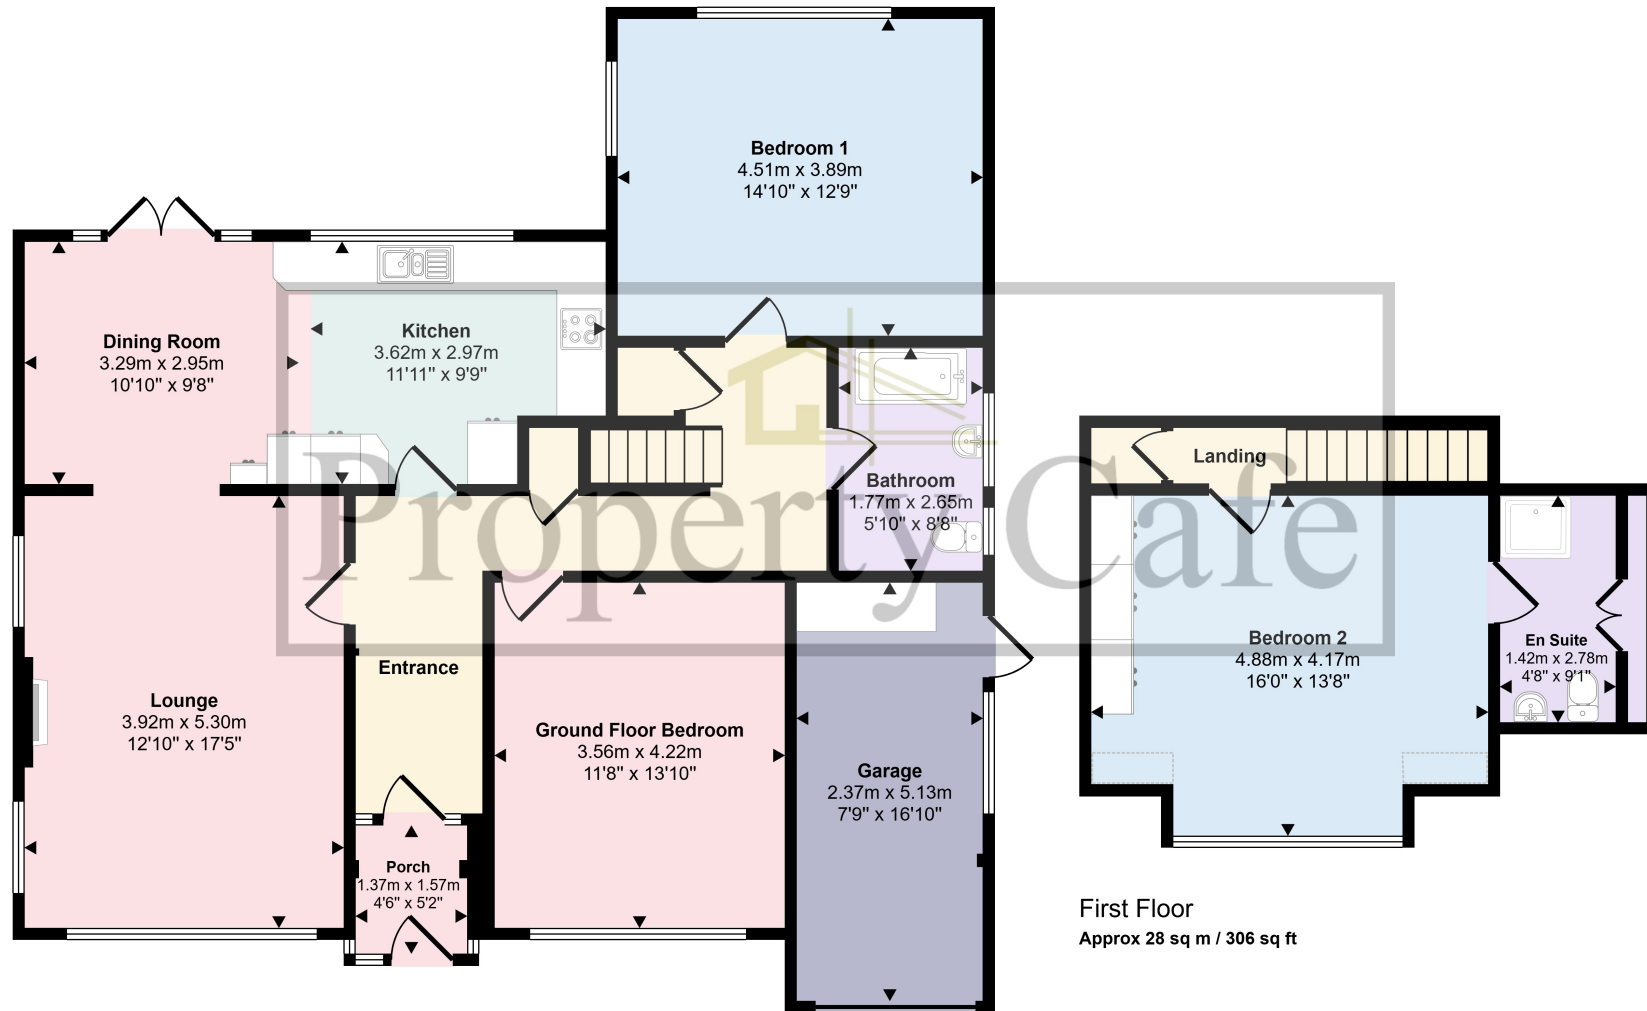 Bedroom 1
4.51m x 3.89m
14'10" x 12'9"
Dining Room
3.29m x 2.95m
10'10" x 9'8"
Kitchen
3.62m x 2.97m
11'11" x 9'9"
Bathroom
1.77m x 2.65m
5'10" x 8'8"
Landing
Property Cafe
Entrance
Lounge
3.92m x 5.30m
12'10" x 17'5"
Ground Floor Bedroom
3.56m x 4.22m
11'8" x 13'10"
Garage
2.37m x 5.13m
7'9" x 16'10"
Bedroom 2
4.88m x 4.17m
16'0" x 13'8"
En Suite
1.42m x 2.78m
4'8" x 9'1"
Porch
1.37m x 1.57m
4'6" x 5'2"
First Floor
Approx 28 sq m / 306 sq ft